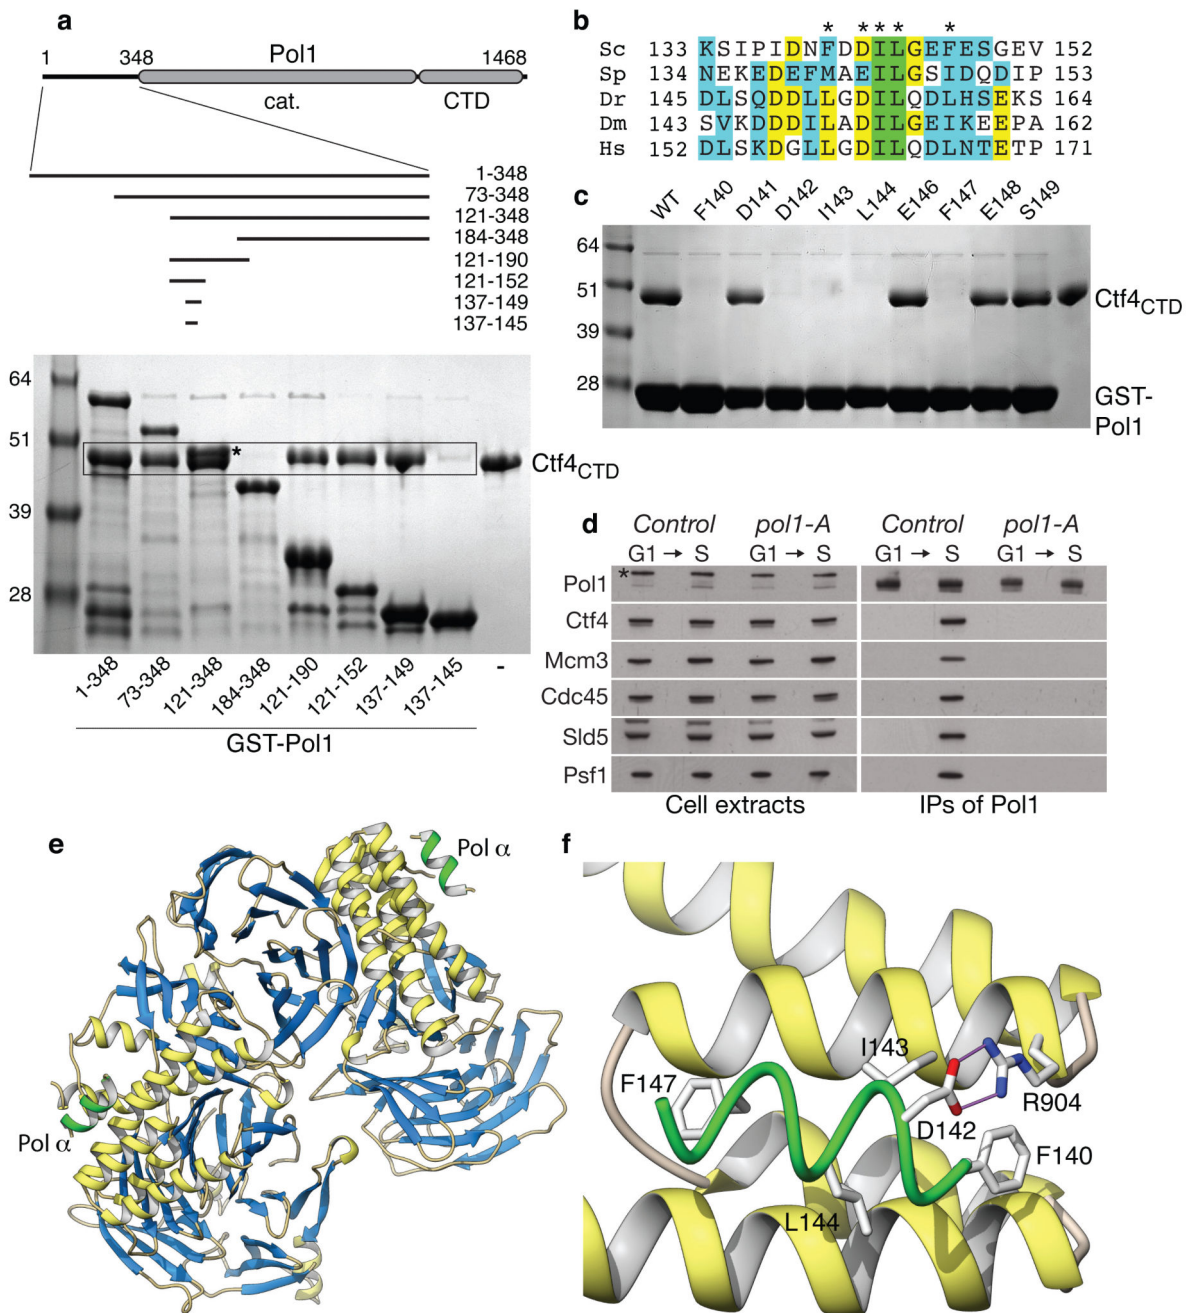 a
Pol1
1 348 1468
cat. CTD
1-348
73-348
121-348
184-348
121-190
121-152
137-149
137-145
64
51
39
28
*
Ctf4CTD
1-348 73-348 121-348 184-348 121-190 121-152 137-149 137-145 -
GST-Pol1
b
* * * * *
Sc 133 KSIPIDNFDDILGEFESGEV 152
Sp 134 NEKEDEFMAEILGSIDQDIP 153
Dr 145 DLSQDDLLGDILQDLHSEKS 164
Dm 143 SVKDDDILADILGEIKEEPA 162
Hs 152 DLSKDGLLGDILQDLNTETP 171
c
WT F140 D141 D142 I143 L144 E146 F147 E148 S149
64
51
39
28
Ctf4CTD
GST-
Pol1
d
Control pol1-A Control pol1-A
G1 → S G1 → S G1 → S G1 → S
Pol1 *
Ctf4
Mcm3
Cdc45
Sld5
Psf1
Cell extracts IPs of Pol1
e
Pol α
Pol α
f
I143
F147
R904
D142
F140
L144